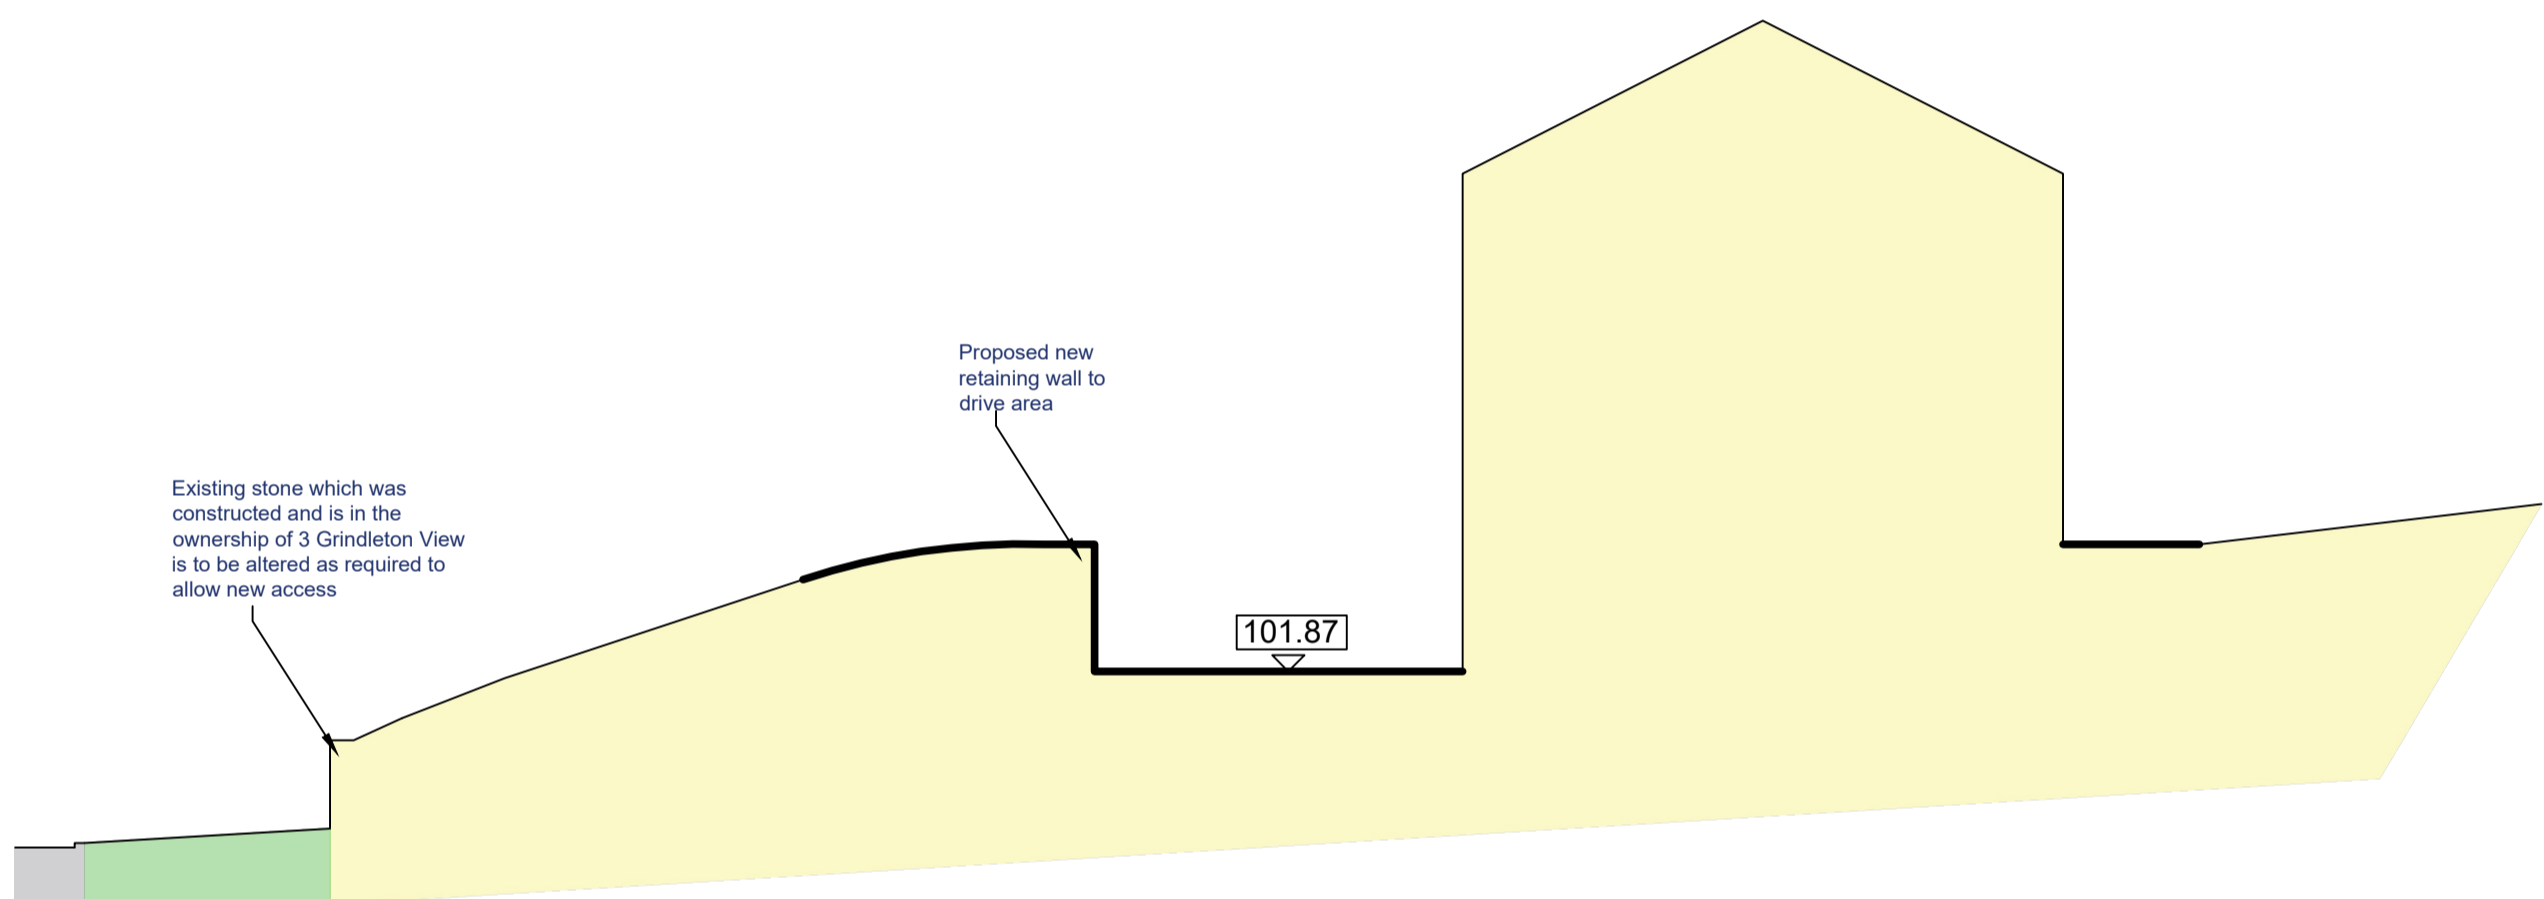 Proposed new
retaining wall to
drive area
Existing stone which was
constructed and is in the
ownership of 3 Grindleton View
is to be altered as required to
allow new access
101.87